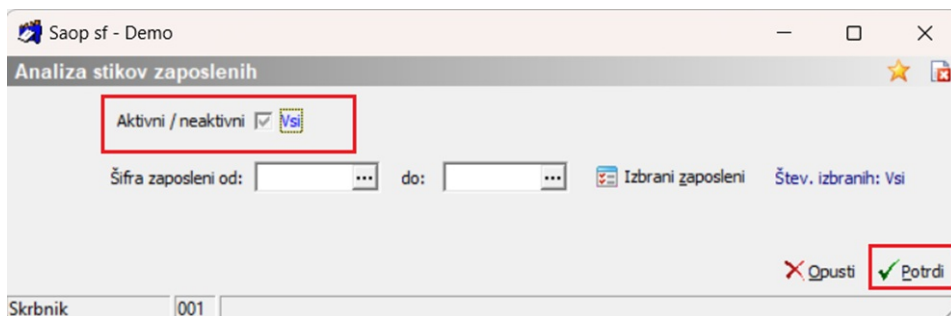 Saop sf - Demo
Analiza stikov zaposlenih
Aktivni / neaktivni Vsi
Šifra zaposleni od: ... do: ... Izbrani zaposleni Štev. izbranih: Vsi
Opusti Potrdi
Skrbnik 001